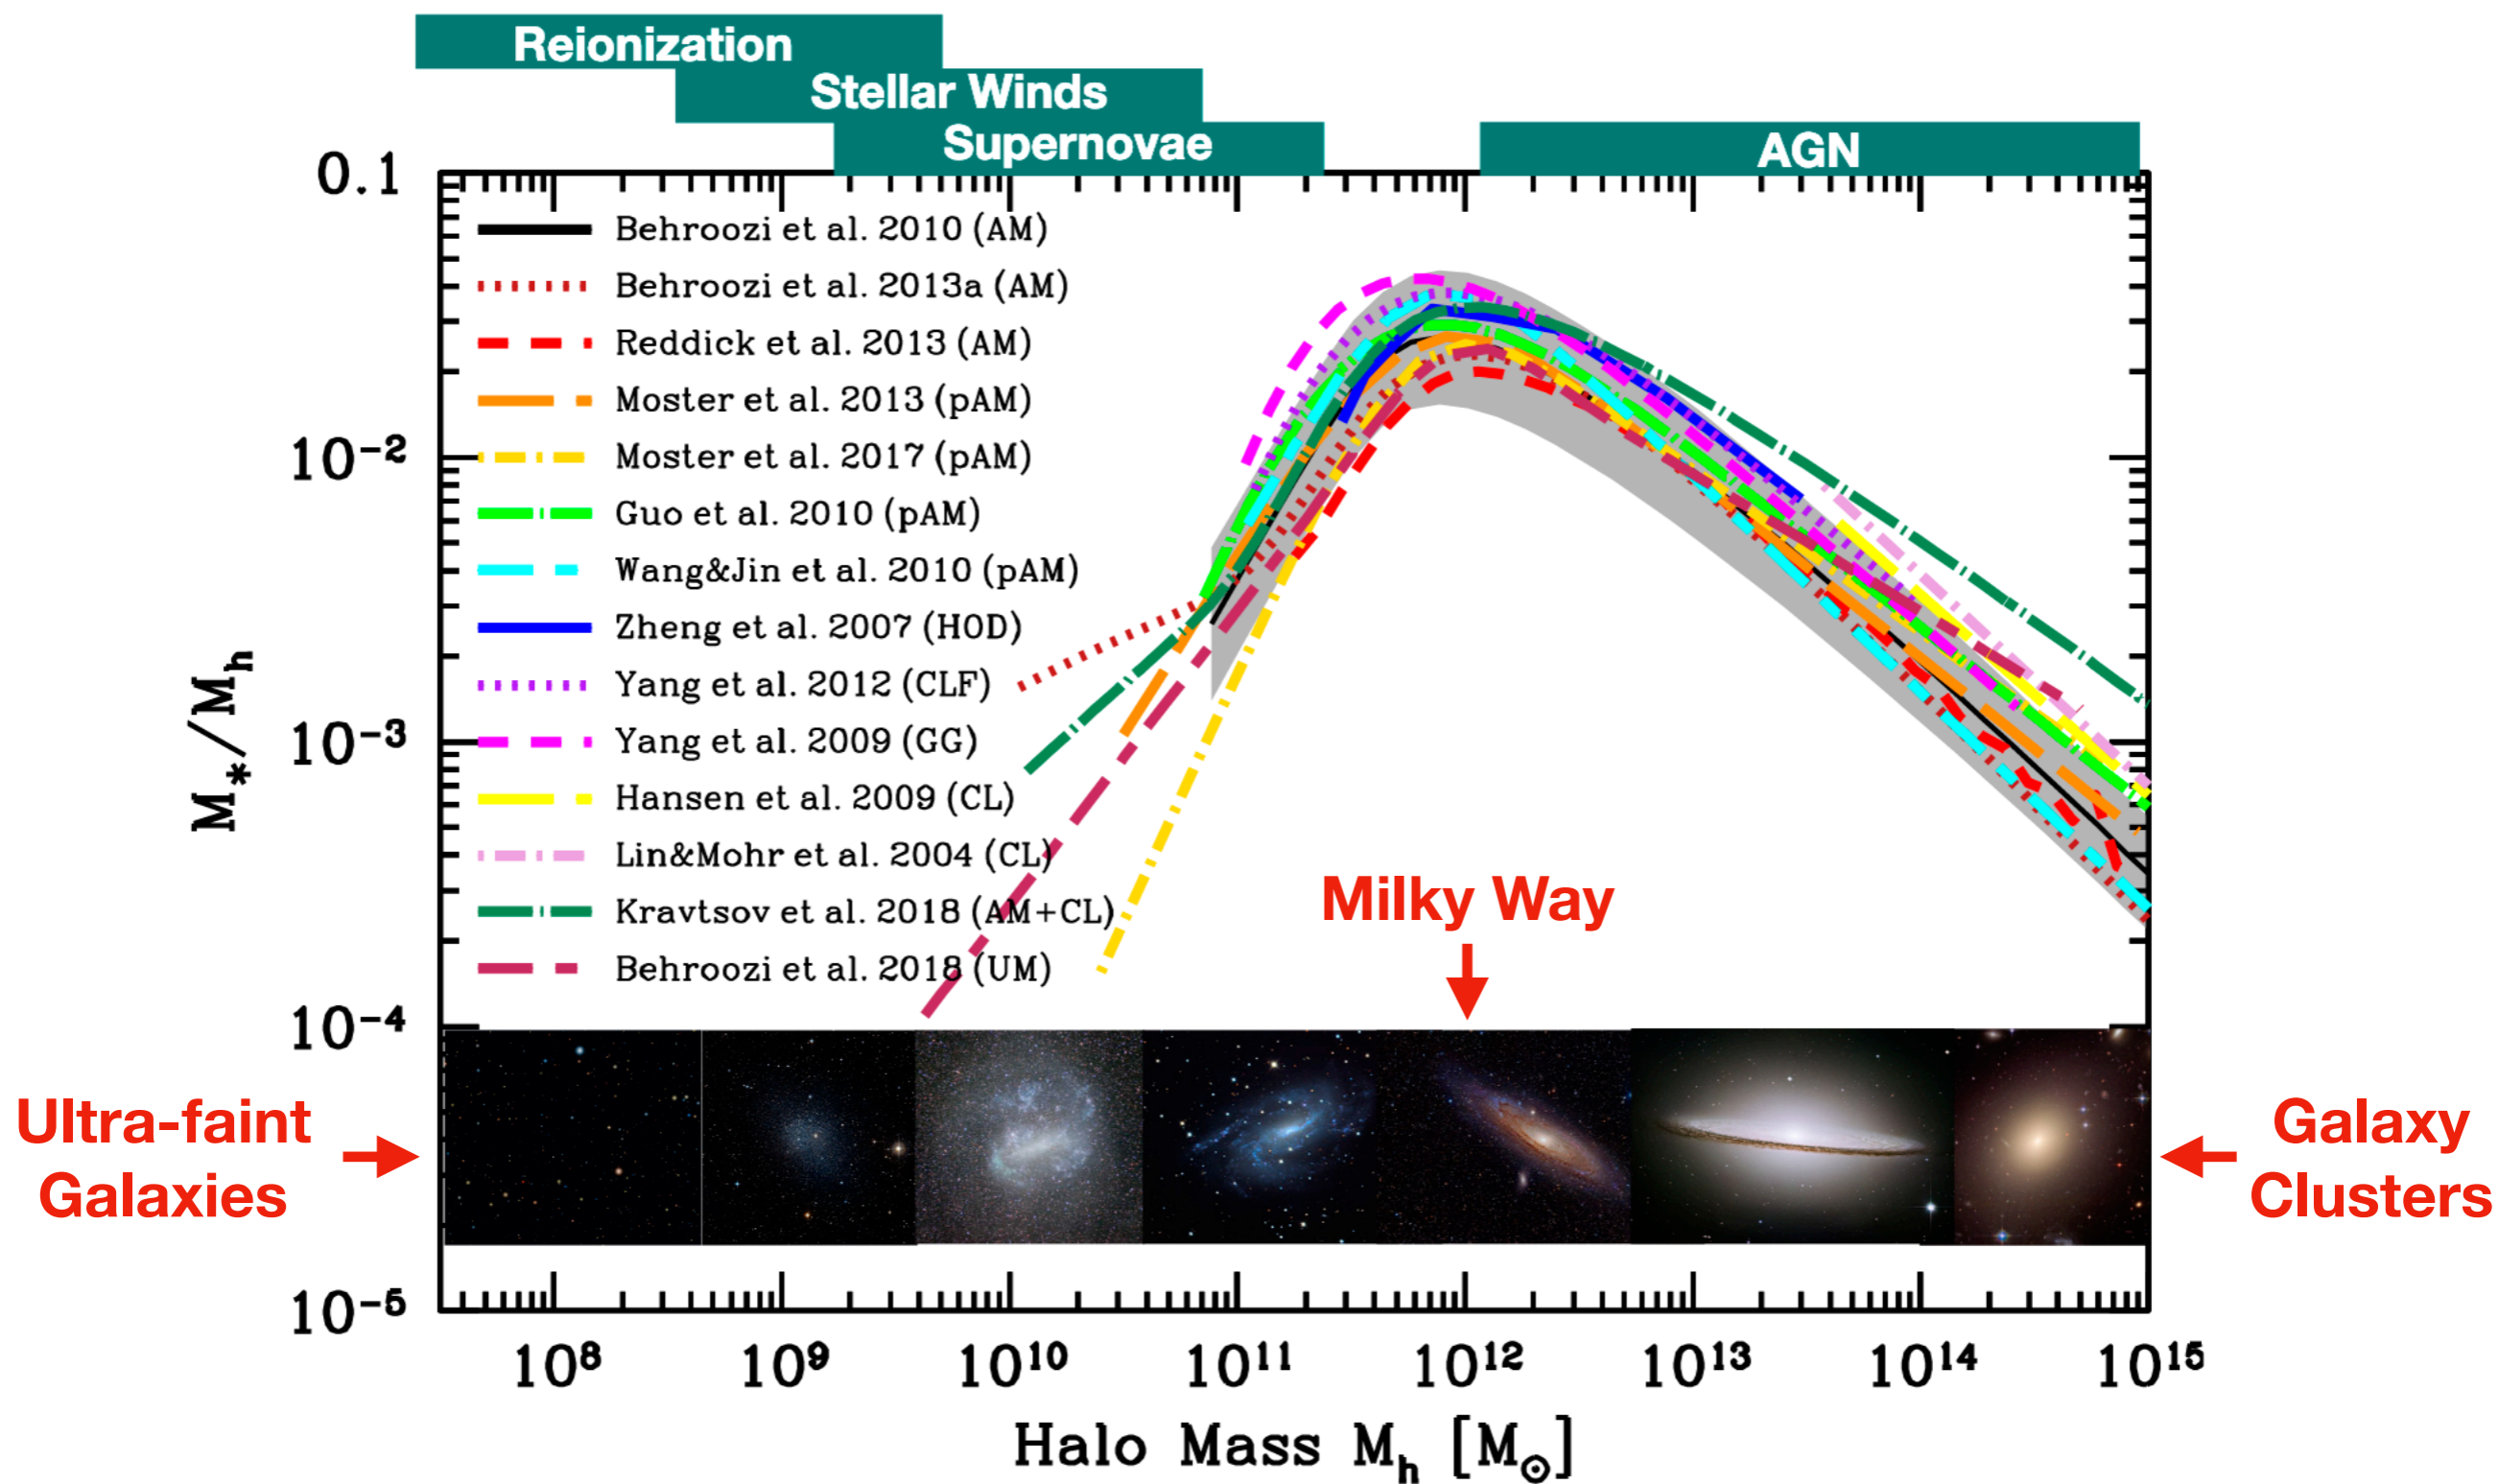 Reionization
Stellar Winds
Supernovae
AGN
0.1
10⁻²
10⁻³
10⁻⁴
10⁻⁵
M*/Mₕ
Behroozi et al. 2010 (AM)
Behroozi et al. 2013a (AM)
Reddick et al. 2013 (AM)
Moster et al. 2013 (pAM)
Moster et al. 2017 (pAM)
Guo et al. 2010 (pAM)
Wang&Jin et al. 2010 (pAM)
Zheng et al. 2007 (HOD)
Yang et al. 2012 (CLF)
Yang et al. 2009 (GG)
Hansen et al. 2009 (CL)
Lin&Mohr et al. 2004 (CL)
Kravtsov et al. 2018 (AM+CL)
Behroozi et al. 2018 (UM)
Milky Way
Ultra-faint
Galaxies
Galaxy
Clusters
10⁸ 10⁹ 10¹⁰ 10¹¹ 10¹² 10¹³ 10¹⁴ 10¹⁵
Halo Mass Mₕ [M☉]